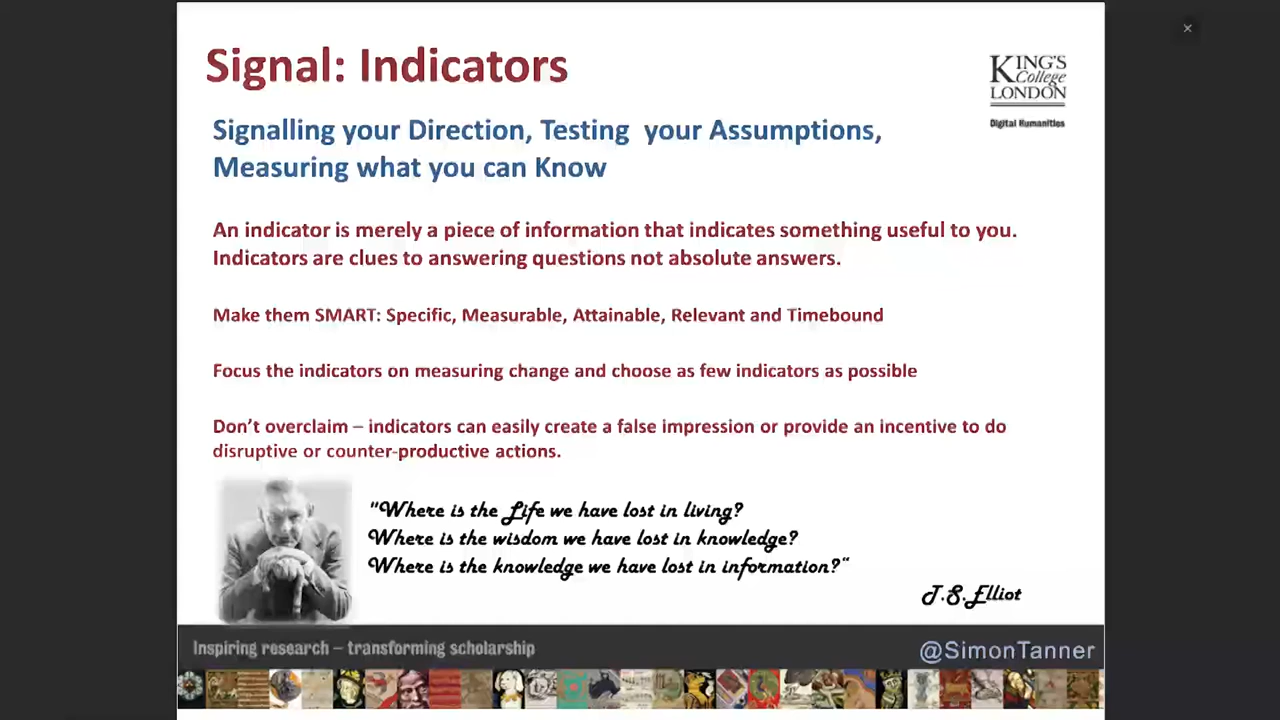 Signal: Indicators
KING'S
College
LONDON
Digital Humanities
Signalling your Direction, Testing your Assumptions,
Measuring what you can Know
An indicator is merely a piece of information that indicates something useful to you.
Indicators are clues to answering questions not absolute answers.
Make them SMART: Specific, Measurable, Attainable, Relevant and Timebound
Focus the indicators on measuring change and choose as few indicators as possible
Don't overclaim – indicators can easily create a false impression or provide an incentive to do
disruptive or counter-productive actions.
"Where is the Life we have lost in living?
Where is the wisdom we have lost in knowledge?
Where is the knowledge we have lost in information?"
T.S.Elliot
Inspiring research – transforming scholarship
@SimonTanner